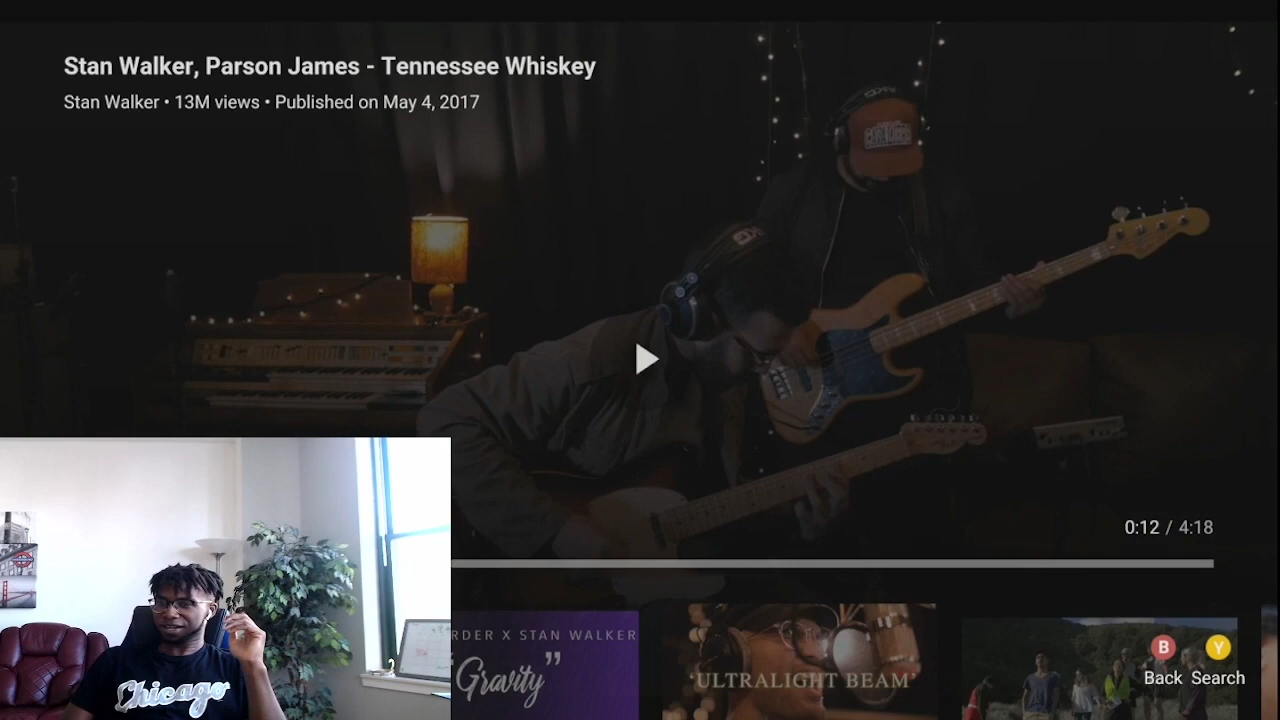 Stan Walker, Parson James - Tennessee Whiskey
Stan Walker • 13M views • Published on May 4, 2017
0:12 / 4:18
RDER X STAN WALKER
“Gravity”
‘ULTRALIGHT BEAM’
B Y
Back Search
Chicago